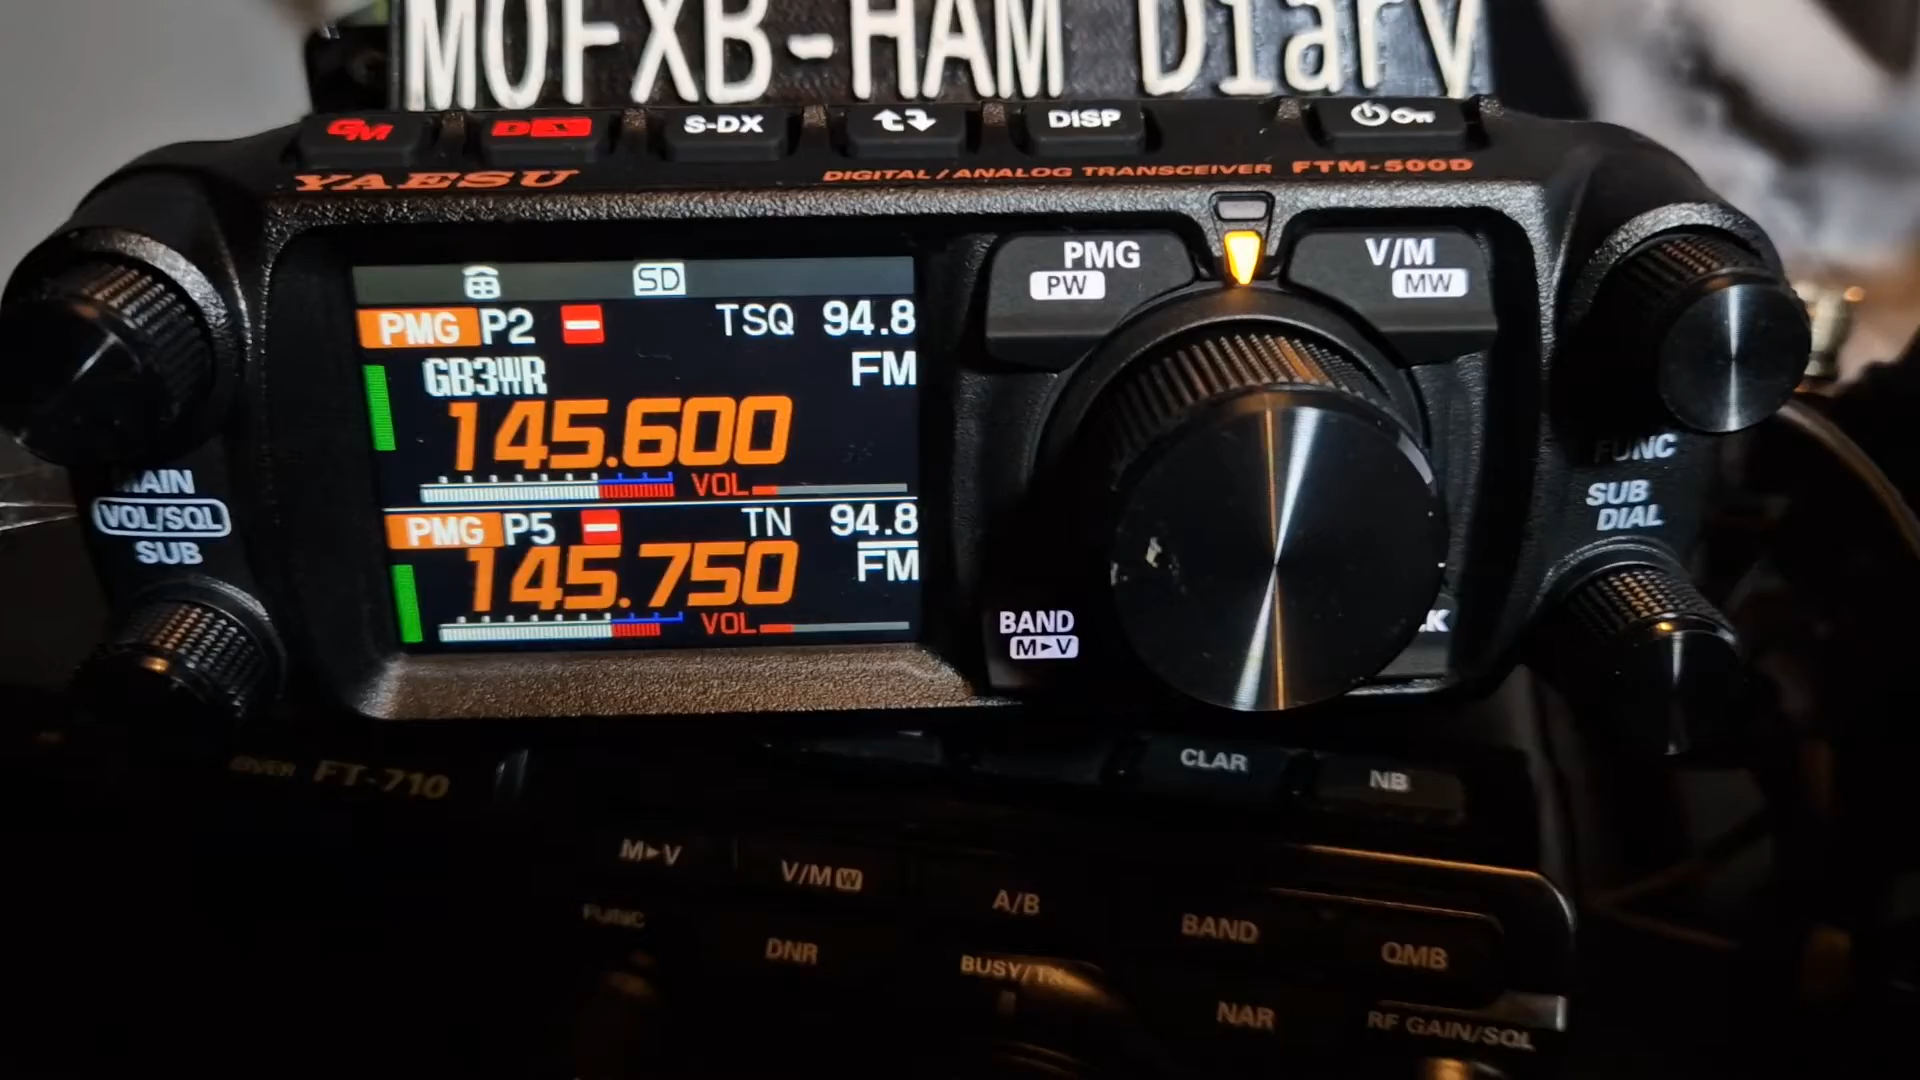 M0FXB-HAM Diary
GM
S-DX
DISP
YAESU
DIGITAL/ANALOG TRANSCEIVER FTM-500D
PMG
PW
V/M
MW
SD
PMG P2 TSQ 94.8
GB3WR FM
145.600
VOL
PMG P5 TN 94.8
145.750 FM
VOL
MAIN
VOL/SQL
SUB
FUNC
SUB
DIAL
BAND
M▸V
FT-710
CLAR
NB
M▸V
V/M W
A/B
BAND
QMB
FUNC
DNR
BUSY/TX
NAR
RF GAIN/SQL